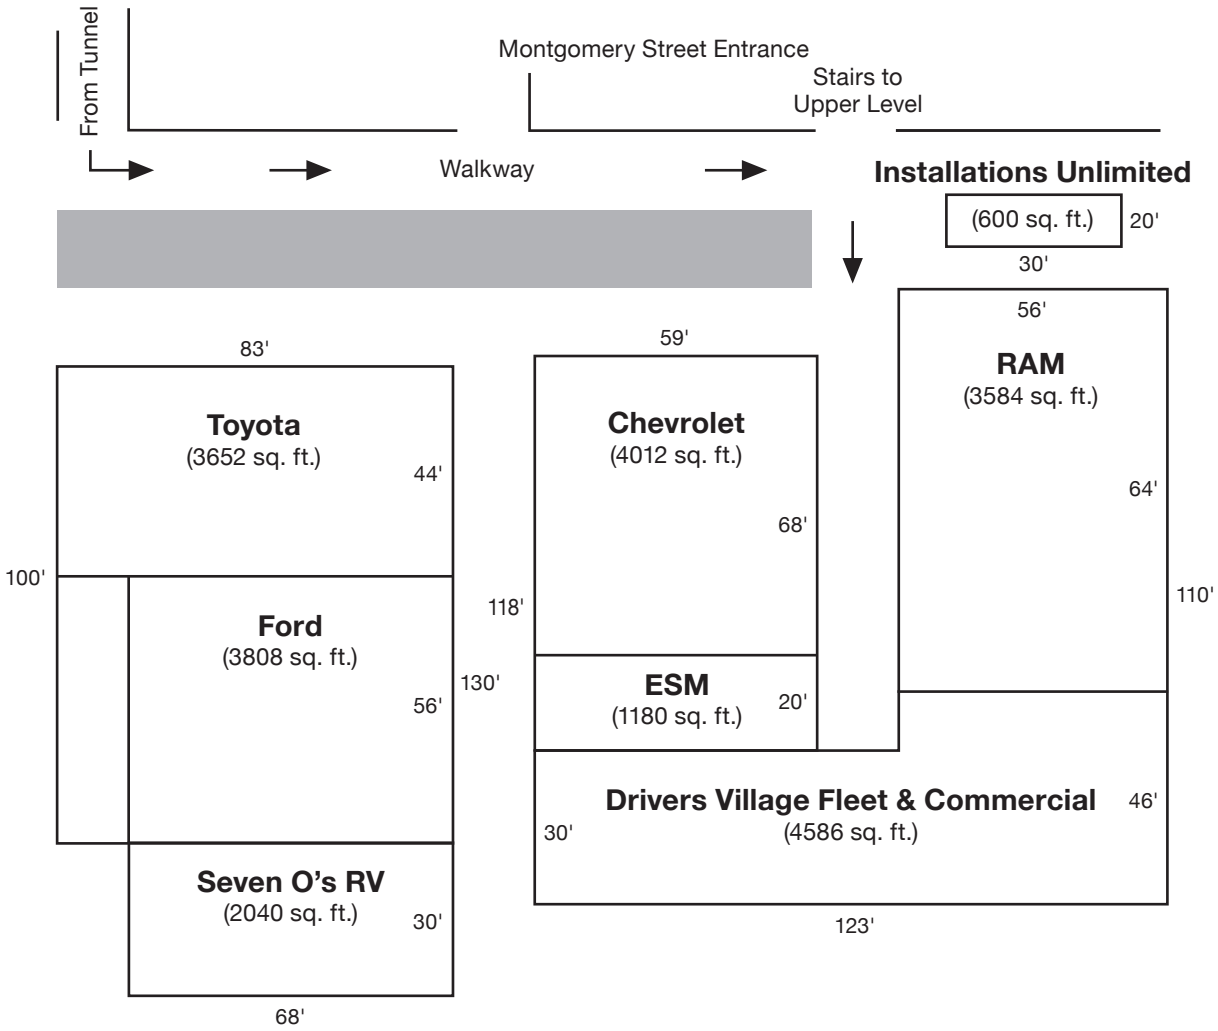 From Tunnel
Montgomery Street Entrance
Stairs to
Upper Level
Walkway
Installations Unlimited
(600 sq. ft.)
20'
30'
56'
RAM
(3584 sq. ft.)
64'
110'
83'
Toyota
(3652 sq. ft.)
44'
100'
Ford
(3808 sq. ft.)
56'
130'
Seven O’s RV
(2040 sq. ft.)
30'
68'
59'
Chevrolet
(4012 sq. ft.)
68'
118'
ESM
(1180 sq. ft.)
20'
Drivers Village Fleet & Commercial
(4586 sq. ft.)
46'
30'
123'